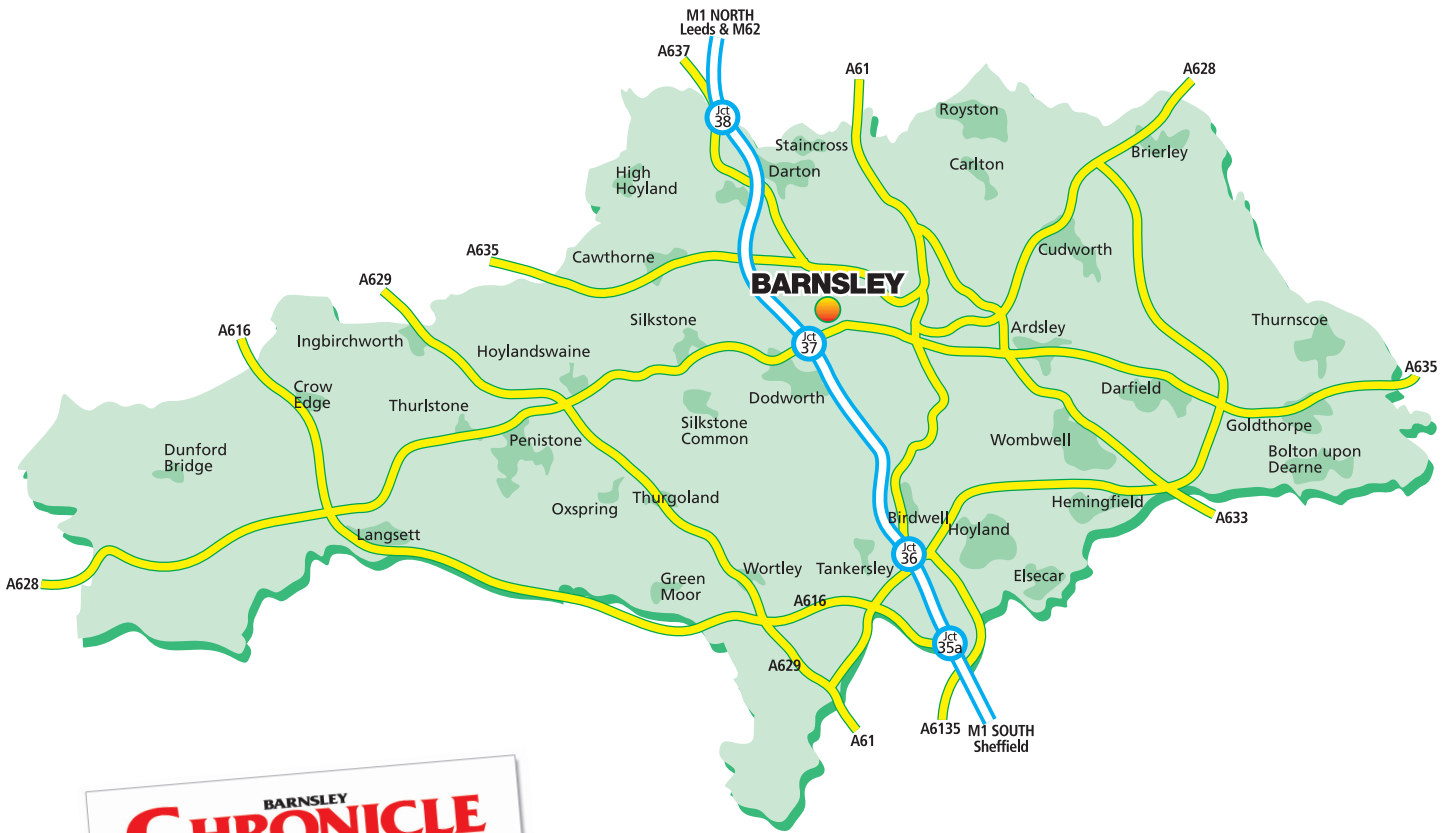 M1 NORTH
Leeds & M62
A637
A61
A628
Jct
38
Royston
Staincross
Brierley
Darton
Carlton
High
Hoyland
A635
Cawthorne
Cudworth
A629
BARNSLEY
A616
Ingbirchworth
Silkstone
Ardsley
Thurnscoe
Jct
37
Hoylandswaine
A635
Crow
Edge
Thurlstone
Dodworth
Darfield
Silkstone
Common
Goldthorpe
Dunford
Bridge
Penistone
Wombwell
Bolton upon
Dearne
Thurgoland
Oxspring
Hemingfield
A633
Birdwell
Hoyland
Langsett
Jct
36
A628
Green
Moor
Wortley
Tankersley
Elsecar
A616
Jct
35a
A629
A61
A6135
M1 SOUTH
Sheffield
BARNSLEY
CHRONICLE